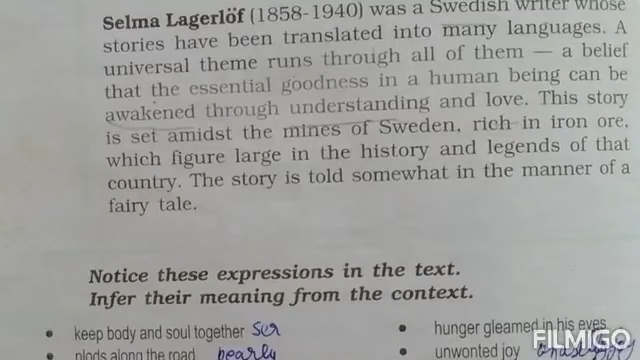 Selma Lagerlöf (1858-1940) was a Swedish writer whose
stories have been translated into many languages. A
universal theme runs through all of them — a belief
that the essential goodness in a human being can be
awakened through understanding and love. This story
is set amidst the mines of Sweden, rich in iron ore,
which figure large in the history and legends of that
country. The story is told somewhat in the manner of a
fairy tale.
Notice these expressions in the text.
Infer their meaning from the context.
• keep body and soul together
• hunger gleamed in his eyes
• plods along the road
• unwonted joy
FILMIGO